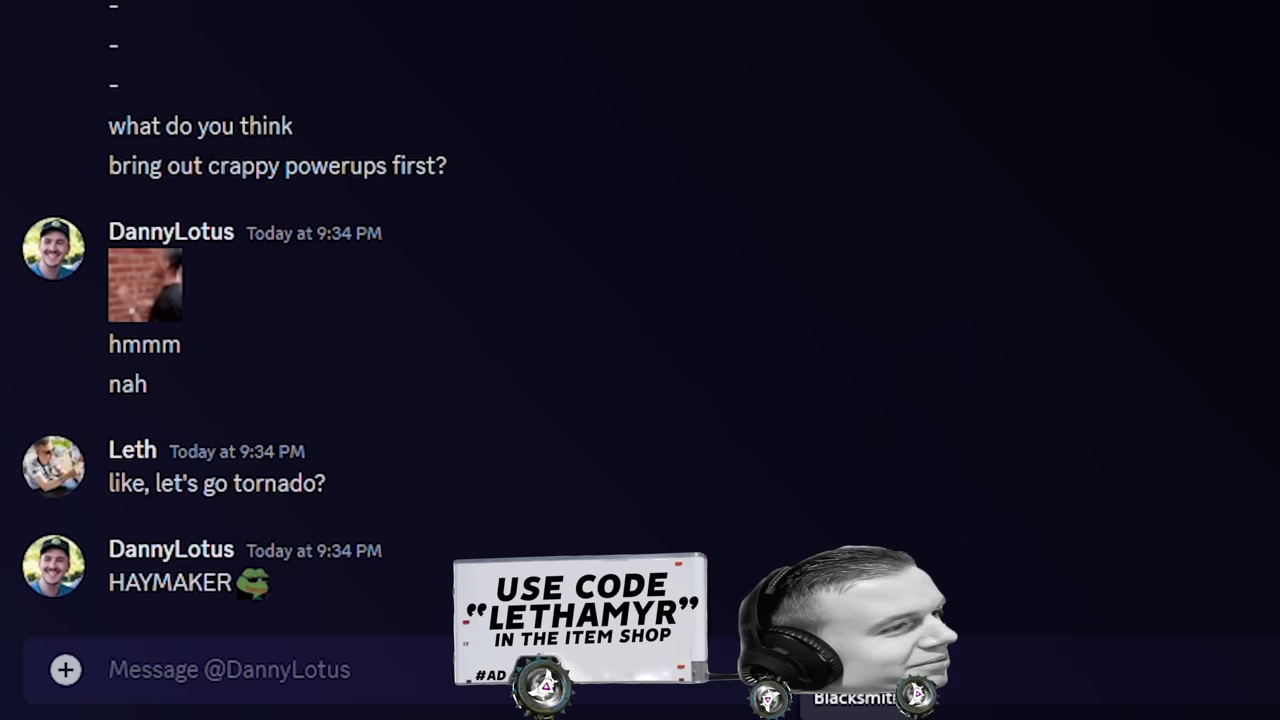 -
-
-
what do you think
bring out crappy powerups first?
DannyLotus Today at 9:34 PM
hmmm
nah
Leth Today at 9:34 PM
like, let's go tornado?
DannyLotus Today at 9:34 PM
HAYMAKER
Message @DannyLotus
USE CODE
“LETHAMYR”
IN THE ITEM SHOP
#AD